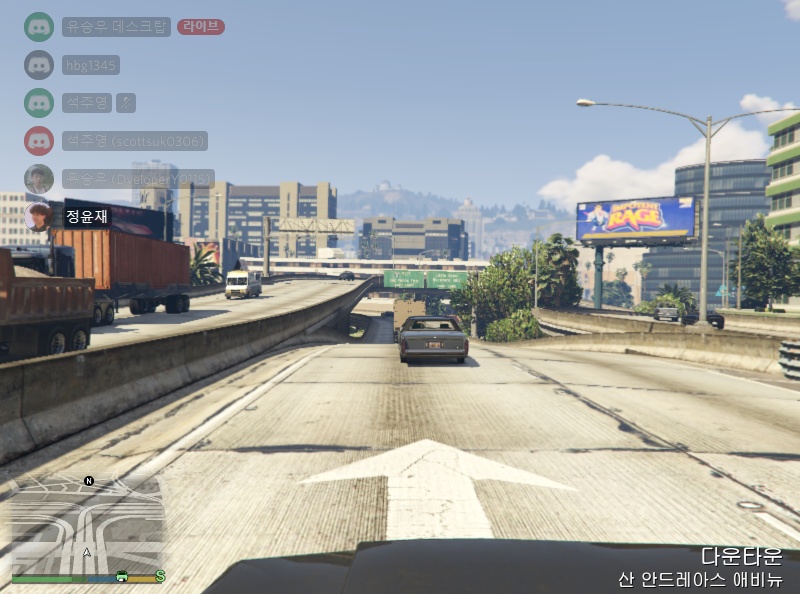 유승우 데스크탑 라이브
hbg1345
석주영
석주영 (scottsuk0306)
정윤재
IMPOTENT
RAGE
N
S
다운타운
산 안드레아스 애비뉴